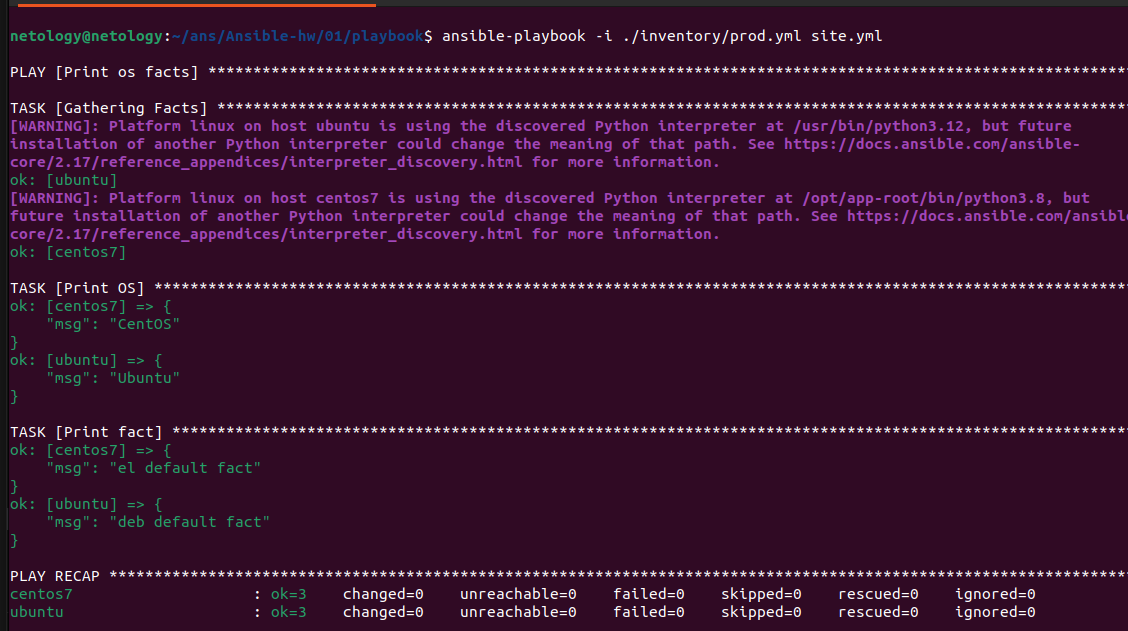 netology@netology:~/ans/Ansible-hw/01/playbook$ ansible-playbook -i ./inventory/prod.yml site.yml
PLAY [Print os facts] ******************************************************************************************************
TASK [Gathering Facts] *****************************************************************************************************
[WARNING]: Platform linux on host ubuntu is using the discovered Python interpreter at /usr/bin/python3.12, but future
installation of another Python interpreter could change the meaning of that path. See https://docs.ansible.com/ansible-
core/2.17/reference_appendices/interpreter_discovery.html for more information.
ok: [ubuntu]
[WARNING]: Platform linux on host centos7 is using the discovered Python interpreter at /opt/app-root/bin/python3.8, but
future installation of another Python interpreter could change the meaning of that path. See https://docs.ansible.com/ansible
core/2.17/reference_appendices/interpreter_discovery.html for more information.
ok: [centos7]
TASK [Print OS] ************************************************************************************************************
ok: [centos7] => {
    "msg": "CentOS"
}
ok: [ubuntu] => {
    "msg": "Ubuntu"
}
TASK [Print fact] **********************************************************************************************************
ok: [centos7] => {
    "msg": "el default fact"
}
ok: [ubuntu] => {
    "msg": "deb default fact"
}
PLAY RECAP *****************************************************************************************************************
centos7                    : ok=3    changed=0    unreachable=0    failed=0    skipped=0    rescued=0    ignored=0
ubuntu                     : ok=3    changed=0    unreachable=0    failed=0    skipped=0    rescued=0    ignored=0